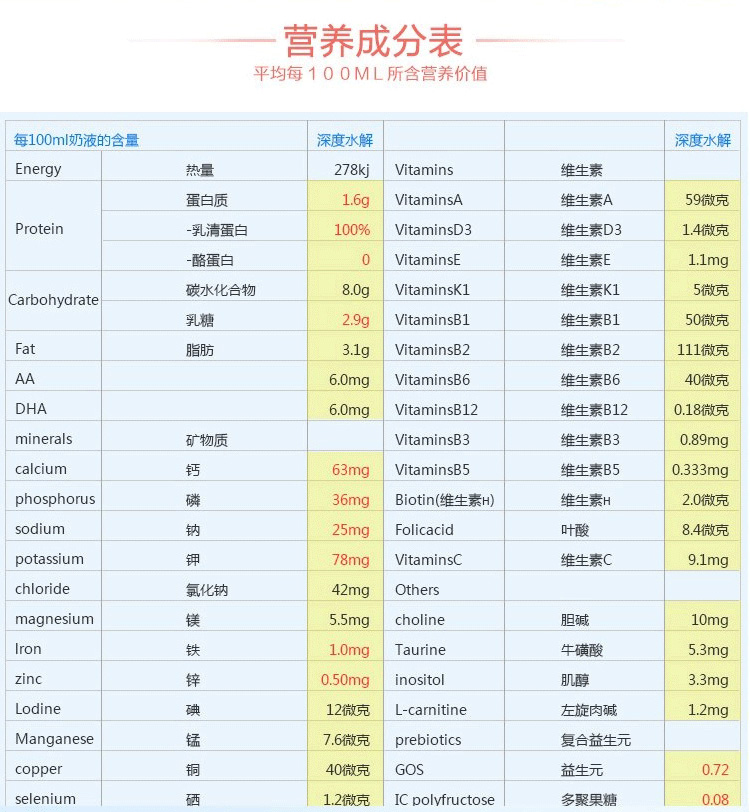 营养成分表
平均每100ML所含营养价值
每100ml奶液的含量 深度水解 深度水解
Energy 热量 278kj Vitamins 维生素
蛋白质 1.6g VitaminsA 维生素A 59微克
Protein -乳清蛋白 100% VitaminsD3 维生素D3 1.4微克
-酪蛋白 0 VitaminsE 维生素E 1.1mg
Carbohydrate 碳水化合物 8.0g VitaminsK1 维生素K1 5微克
乳糖 2.9g VitaminsB1 维生素B1 50微克
Fat 脂肪 3.1g VitaminsB2 维生素B2 111微克
AA 6.0mg VitaminsB6 维生素B6 40微克
DHA 6.0mg VitaminsB12 维生素B12 0.18微克
minerals 矿物质 VitaminsB3 维生素B3 0.89mg
calcium 钙 63mg VitaminsB5 维生素B5 0.333mg
phosphorus 磷 36mg Biotin(维生素H) 维生素H 2.0微克
sodium 钠 25mg Folicacid 叶酸 8.4微克
potassium 钾 78mg VitaminsC 维生素C 9.1mg
chloride 氯化钠 42mg Others
magnesium 镁 5.5mg choline 胆碱 10mg
Iron 铁 1.0mg Taurine 牛磺酸 5.3mg
zinc 锌 0.50mg inositol 肌醇 3.3mg
Lodine 碘 12微克 L-carnitine 左旋肉碱 1.2mg
Manganese 锰 7.6微克 prebiotics 复合益生元
copper 铜 40微克 GOS 益生元 0.72
selenium 硒 1.2微克 IC polyfructose 多聚果糖 0.08